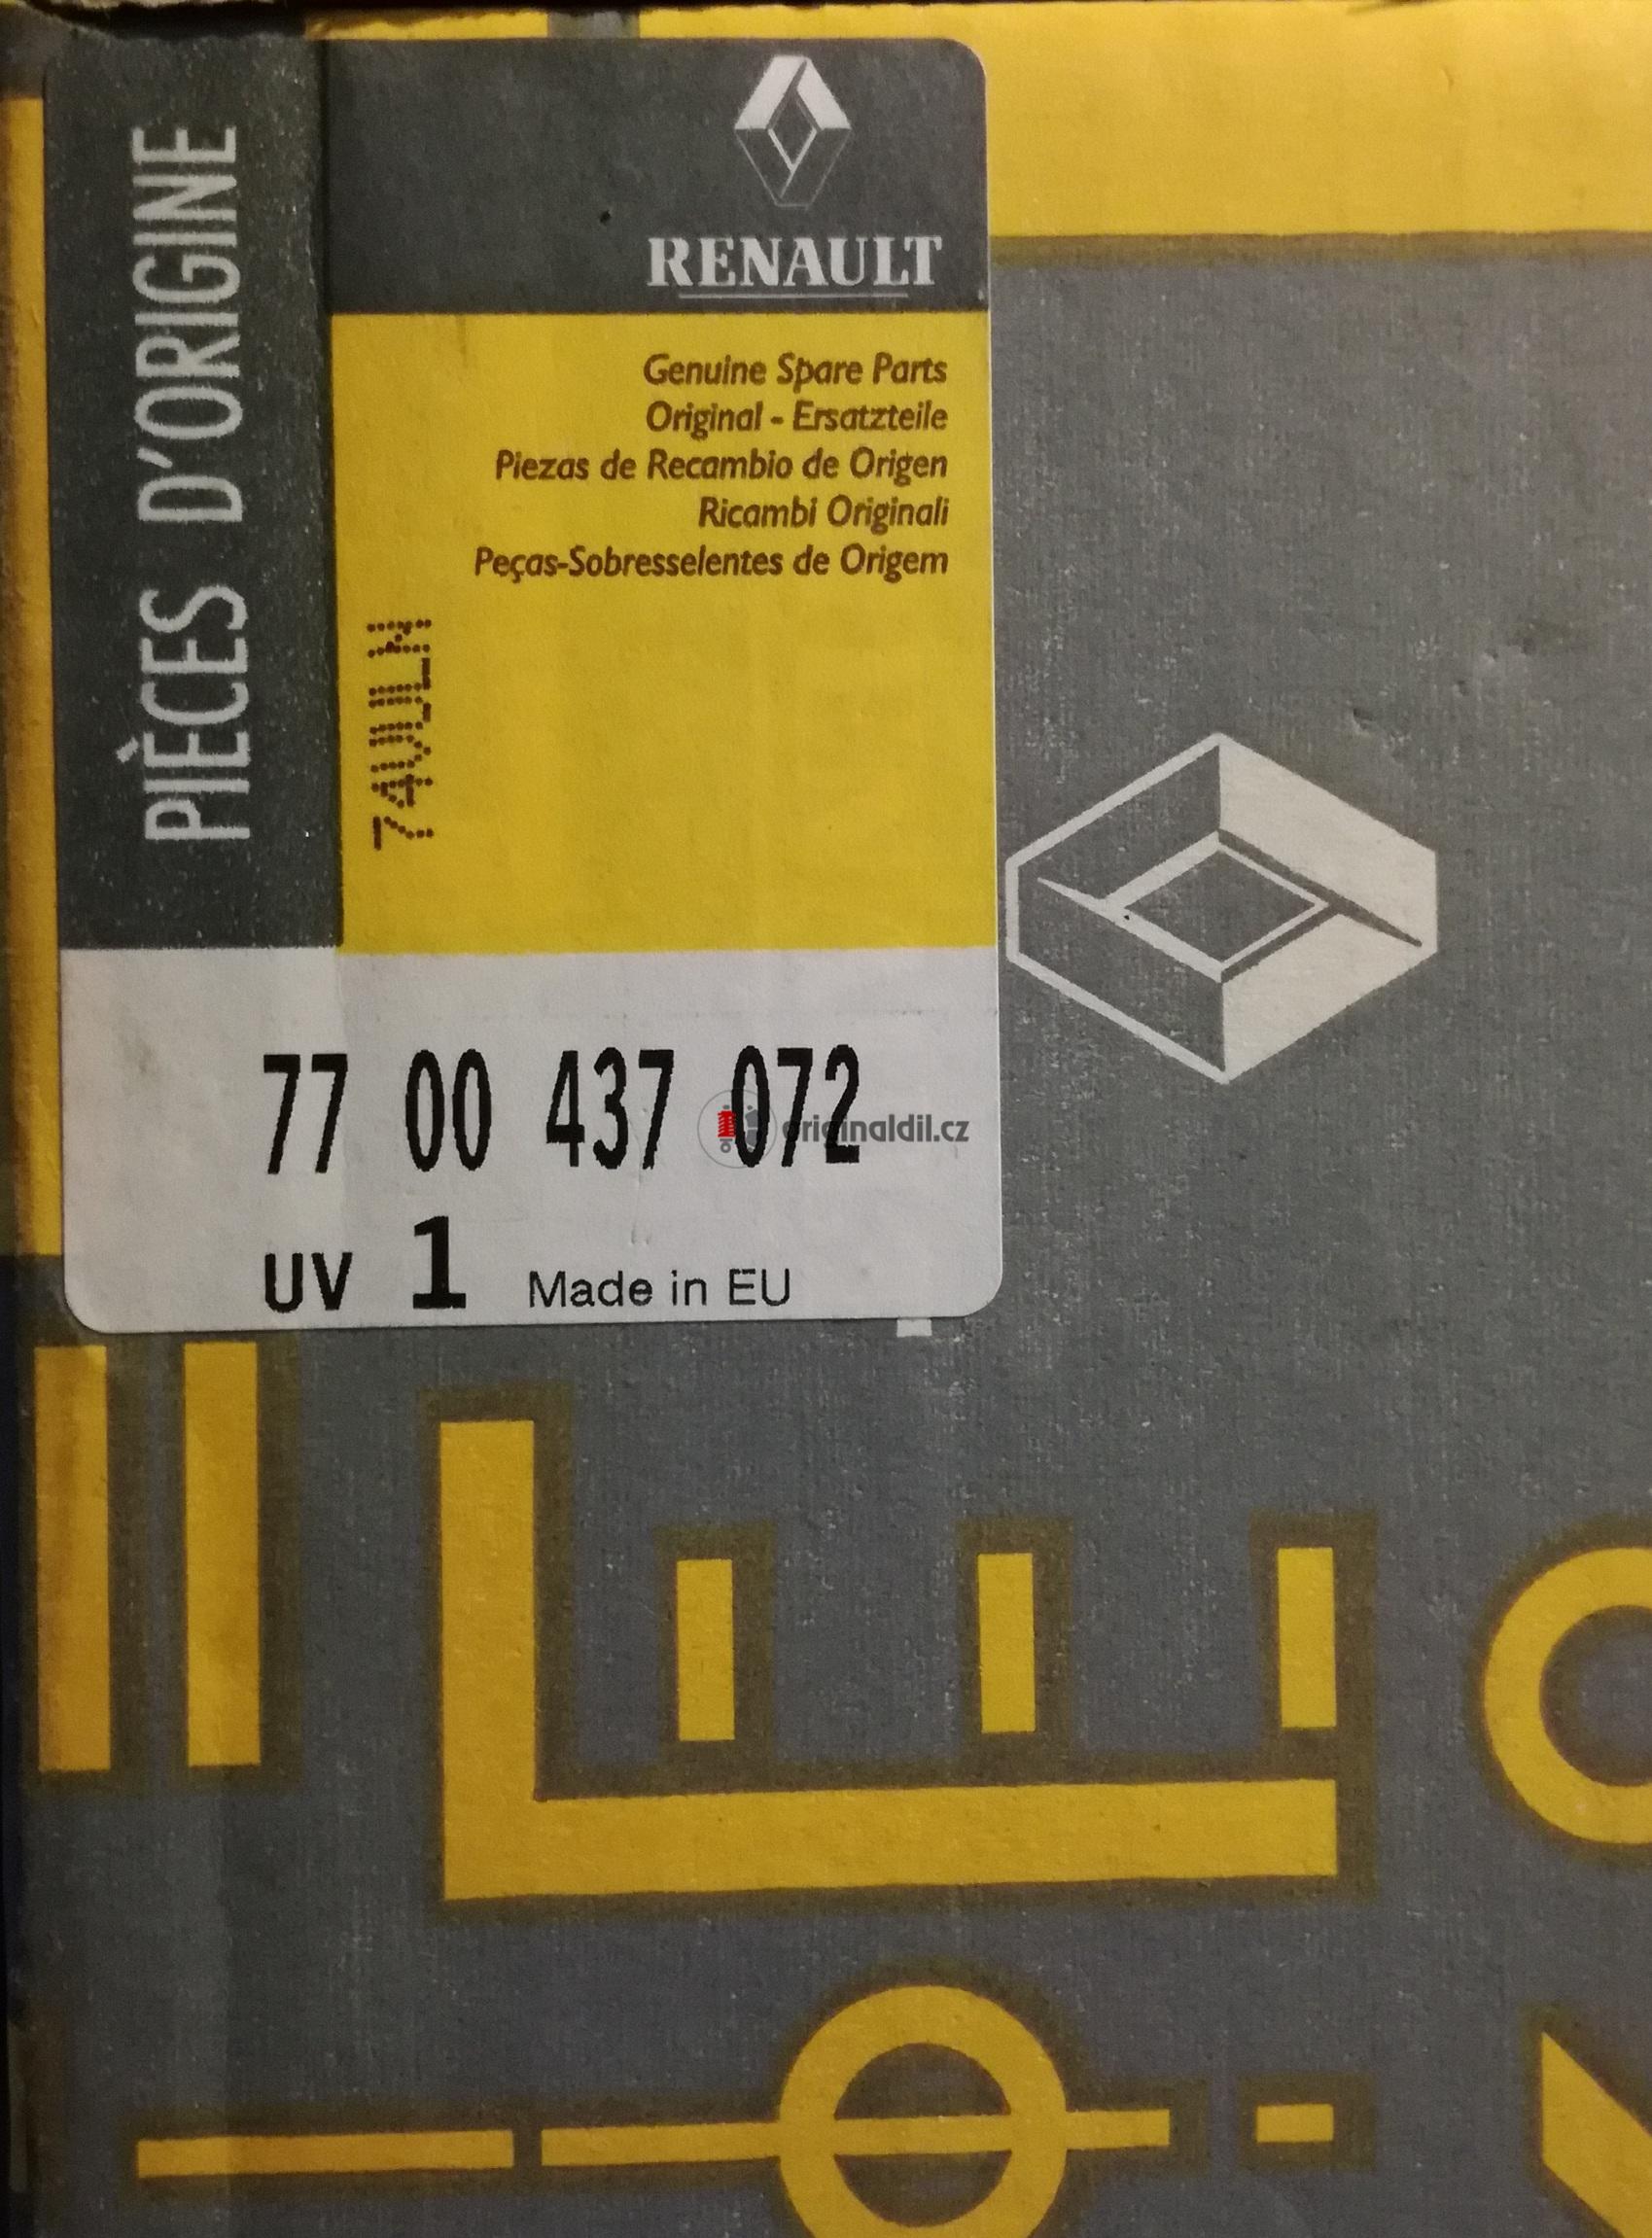 PIÈCES D'ORIGINE
RENAULT
Genuine Spare Parts
Original - Ersatzteile
Piezas de Recambio de Origen
Ricambi Originali
Peças-Sobresselentes de Origem
77 00 437 072
originaldil.cz
UV 1 Made in EU